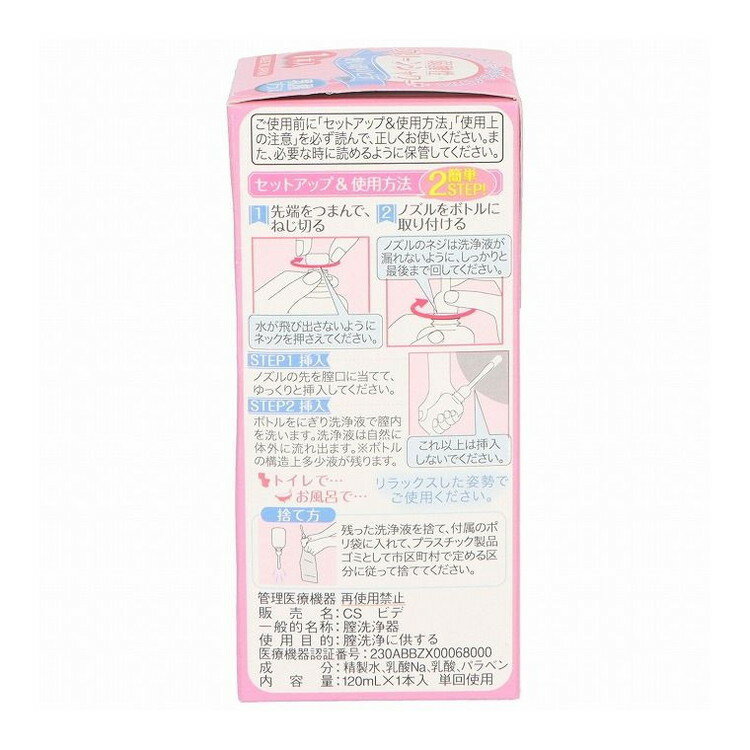 ご使用前に「セットアップ&使用方法」「使用上
の注意」を必ず読んで、正しくお使いください。ま
た、必要な時に読めるように保管してください。
セットアップ&使用方法
簡単
2STEP!
1 先端をつまんで、
ねじ切る
水が飛び出さないように
ネックを押さえてください。
2 ノズルをボトルに
取り付ける
ノズルのネジは洗浄液が
漏れないように、しっかりと
最後まで回してください。
STEP1 挿入
ノズルの先を膣口に当てて、
ゆっくりと挿入してください。
STEP2 挿入
ボトルをにぎり洗浄液で膣内
を洗います。洗浄液は自然に
体外に流れ出ます。※ボトル
の構造上多少液が残ります。
これ以上は挿入
しないでください。
トイレで…
お風呂で…
リラックスした姿勢で
ご使用ください。
捨て方
残った洗浄液を捨て、付属のポ
リ袋に入れて、プラスチック製品
ゴミとして市区町村で定める区
分に従って捨ててください。
管理医療機器 再使用禁止
販売名:CS ビデ
一般的名称:膣洗浄器
使用目的:膣洗浄に供する
医療機器認証番号:230ABBZX00068000
成分:精製水、乳酸Na、乳酸、パラベン
内容量:120mL×1本入 単回使用